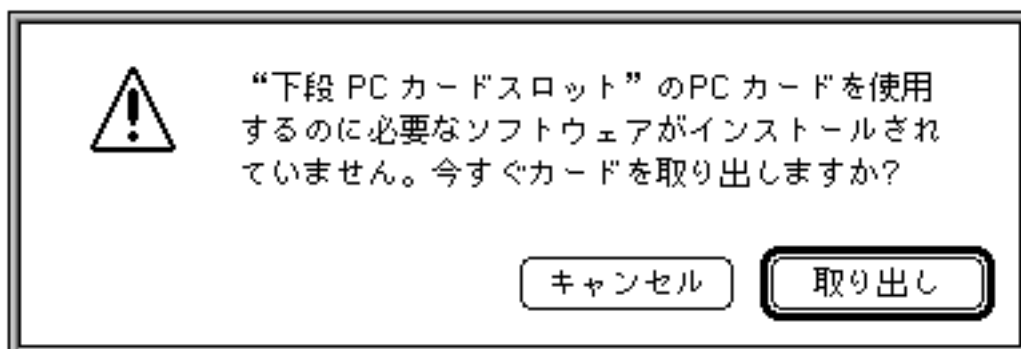 “下段 PC カードスロット” のPC カードを使用
するのに必要なソフトウェアがインストールされ
ていません。今すぐカードを取り出しますか?
キャンセル
取り出し